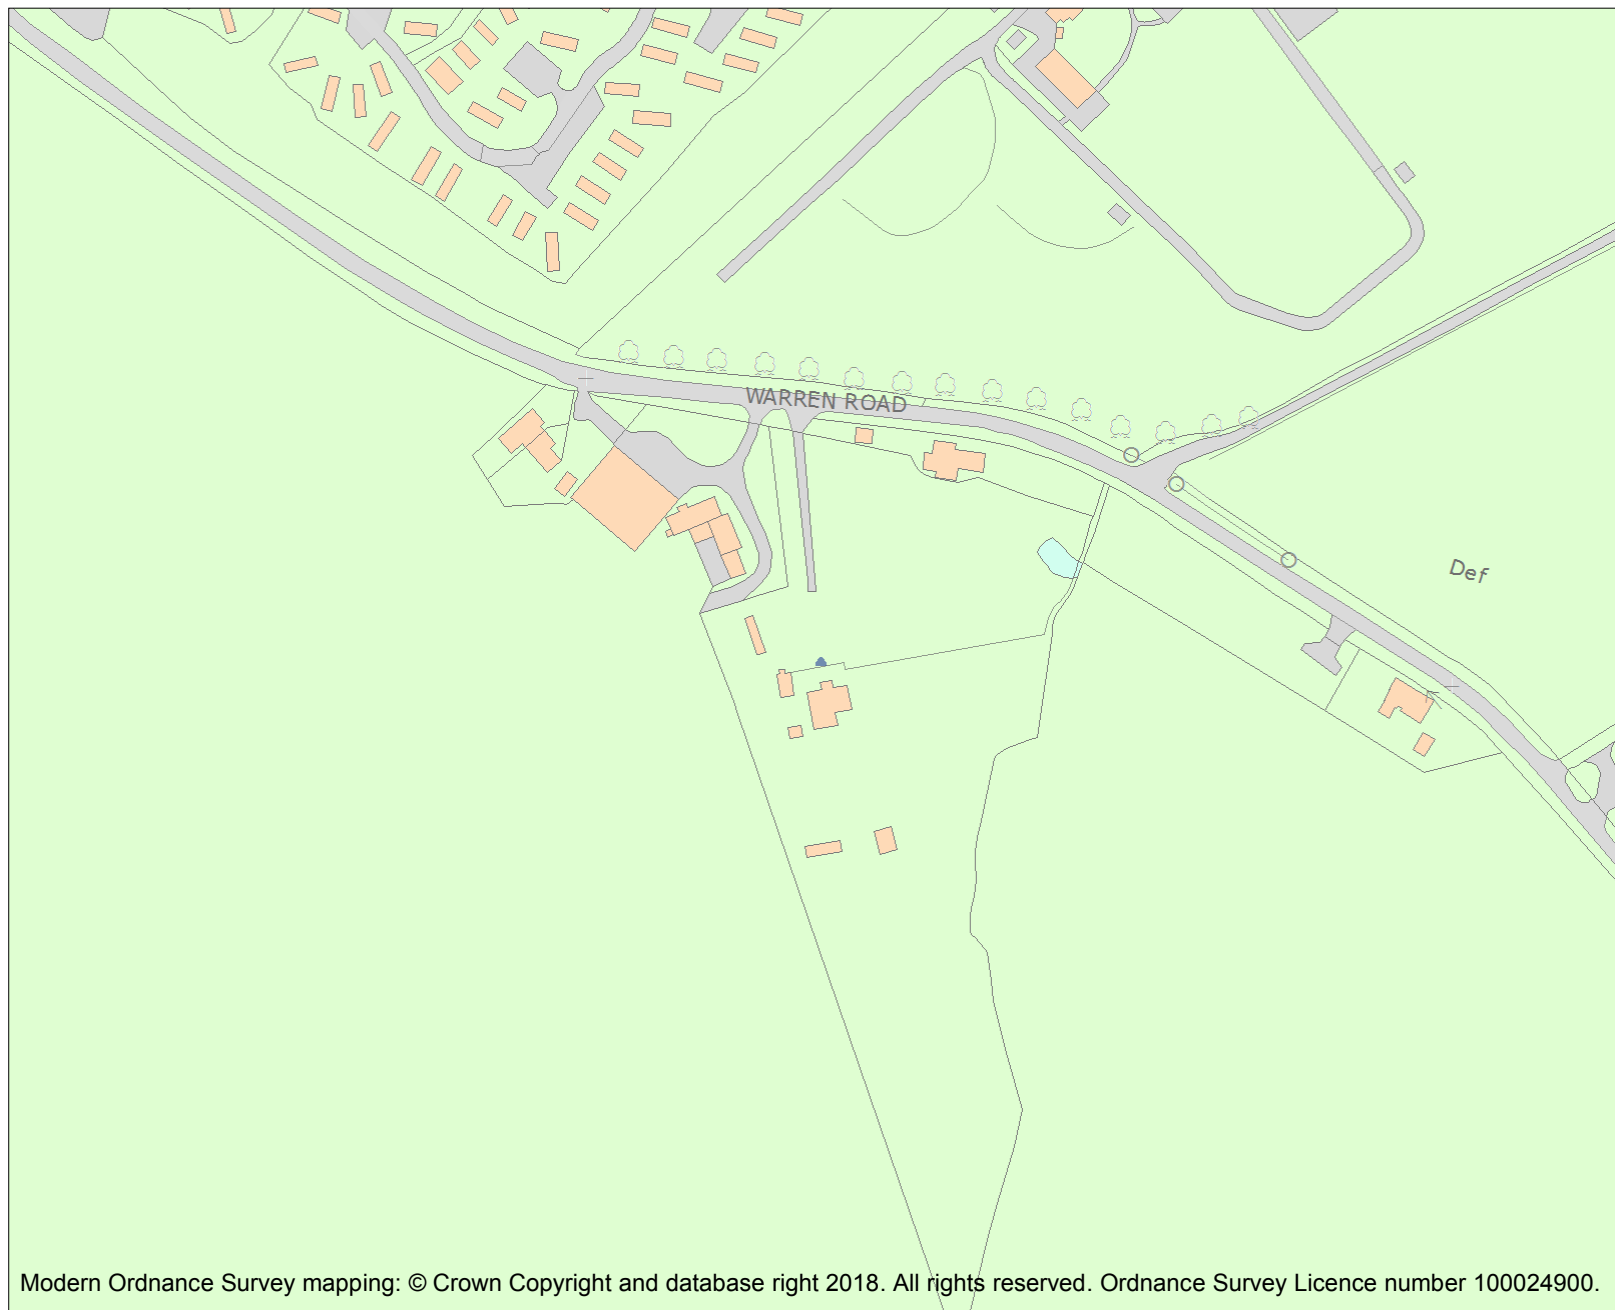 WARREN ROAD
Def
Modern Ordnance Survey mapping: © Crown Copyright and database right 2018. All rights reserved. Ordnance Survey Licence number 100024900.